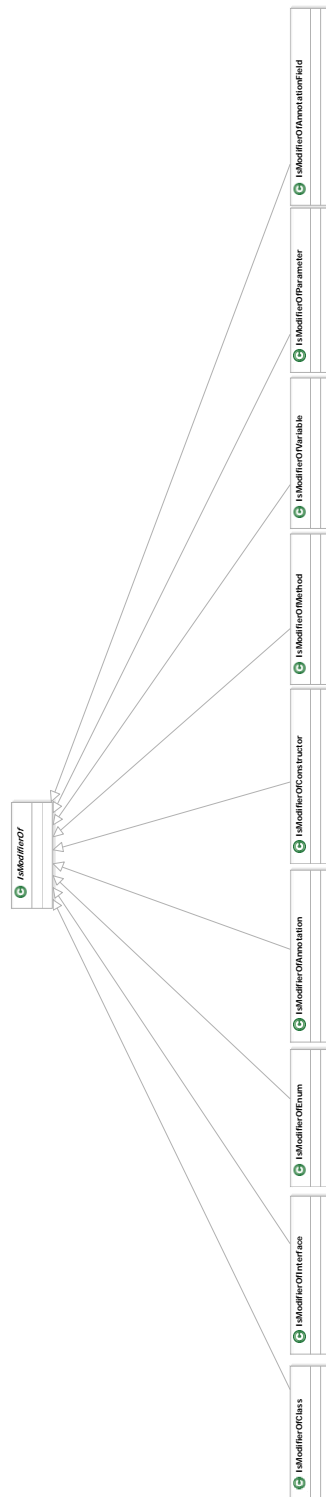 IsModifierOf
IsModifierOfClass
IsModifierOfInterface
IsModifierOfEnum
IsModifierOfAnnotation
IsModifierOfConstructor
IsModifierOfMethod
IsModifierOfVariable
IsModifierOfParameter
IsModifierOfAnnotationField